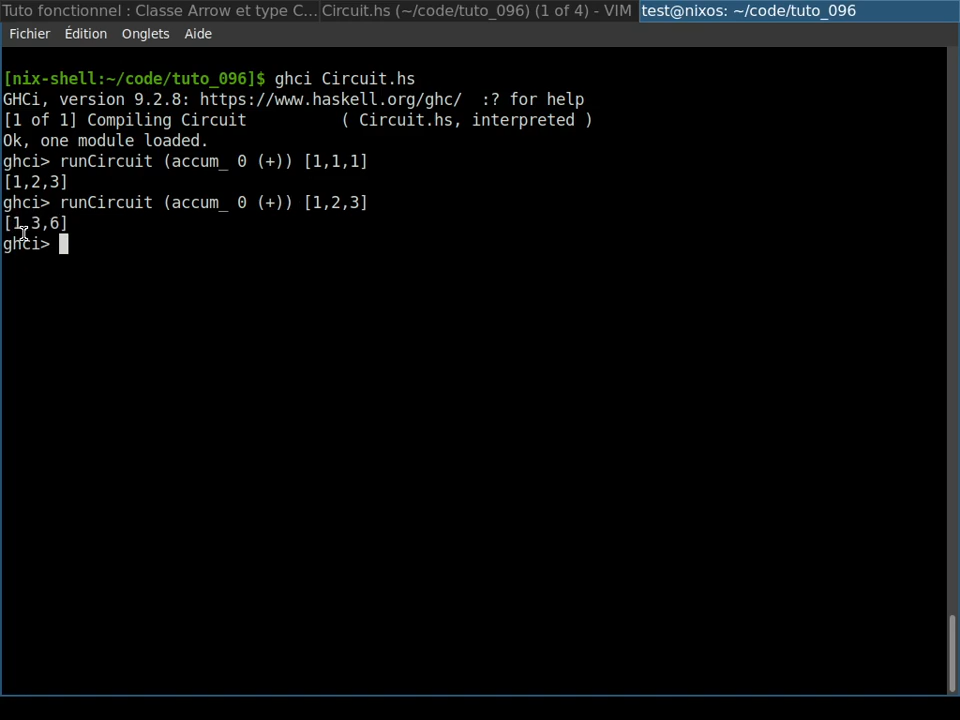 Tuto fonctionnel : Classe Arrow et type C... Circuit.hs (~/code/tuto_096) (1 of 4) - VIM test@nixos: ~/code/tuto_096
Fichier Édition Onglets Aide
[nix-shell:~/code/tuto_096]$ ghci Circuit.hs
GHCi, version 9.2.8: https://www.haskell.org/ghc/  :? for help
[1 of 1] Compiling Circuit          ( Circuit.hs, interpreted )
Ok, one module loaded.
ghci> runCircuit (accum_ 0 (+)) [1,1,1]
[1,2,3]
ghci> runCircuit (accum_ 0 (+)) [1,2,3]
[1,3,6]
ghci>